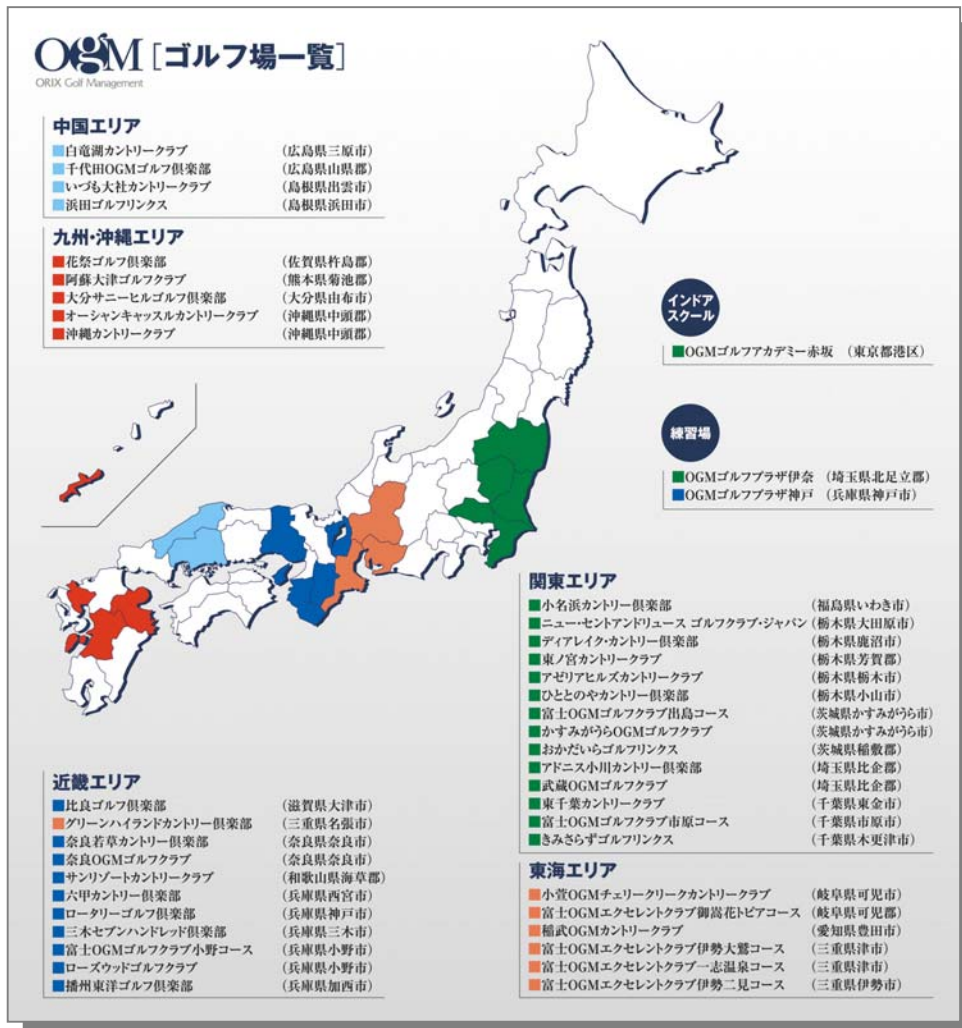 OgM[ゴルフ場一覧]
ORIX Golf Management
中国エリア
白竜湖カントリークラブ (広島県三原市)
千代田OGMゴルフ倶楽部 (広島県山県郡)
いづも大社カントリークラブ (島根県出雲市)
浜田ゴルフリンクス (島根県浜田市)
九州・沖縄エリア
花祭ゴルフ倶楽部 (佐賀県杵島郡)
阿蘇大津ゴルフクラブ (熊本県菊池郡)
大分サニーヒルゴルフ倶楽部 (大分県由布市)
オーシャンキャッスルカントリークラブ (沖縄県中頭郡)
沖縄カントリークラブ (沖縄県中頭郡)
インドア
スクール
OGMゴルフアカデミー赤坂 (東京都港区)
練習場
OGMゴルフプラザ伊奈 (埼玉県北足立郡)
OGMゴルフプラザ神戸 (兵庫県神戸市)
関東エリア
小名浜カントリー倶楽部 (福島県いわき市)
ニュー・セントアンドリュース ゴルフクラブ・ジャパン (栃木県大田原市)
ディアレイク・カントリー倶楽部 (栃木県鹿沼市)
東ノ宮カントリークラブ (栃木県芳賀郡)
アゼリアヒルズカントリークラブ (栃木県栃木市)
ひととのやカントリー倶楽部 (栃木県小山市)
富士OGMゴルフクラブ出島コース (茨城県かすみがうら市)
かすみがうらOGMゴルフクラブ (茨城県かすみがうら市)
おかだいらゴルフリンクス (茨城県稲敷郡)
アドニス小川カントリー倶楽部 (埼玉県比企郡)
武蔵OGMゴルフクラブ (埼玉県比企郡)
東千葉カントリークラブ (千葉県東金市)
富士OGMゴルフクラブ市原コース (千葉県市原市)
きみさらずゴルフリンクス (千葉県木更津市)
近畿エリア
比良ゴルフ倶楽部 (滋賀県大津市)
グリーンハイランドカントリー倶楽部 (三重県名張市)
奈良若草カントリー倶楽部 (奈良県奈良市)
奈良OGMゴルフクラブ (奈良県奈良市)
サンリゾートカントリークラブ (和歌山県海草郡)
六甲カントリー倶楽部 (兵庫県西宮市)
ロータリーゴルフ倶楽部 (兵庫県神戸市)
三木セブンハンドレッド倶楽部 (兵庫県三木市)
富士OGMゴルフクラブ小野コース (兵庫県小野市)
ローズウッドゴルフクラブ (兵庫県小野市)
播州東洋ゴルフ倶楽部 (兵庫県加西市)
東海エリア
小萱OGMチェリークリークカントリークラブ (岐阜県可児市)
富士OGMエクセレントクラブ御嵩花トピアコース (岐阜県可児郡)
稲武OGMカントリークラブ (愛知県豊田市)
富士OGMエクセレントクラブ伊勢大鷲コース (三重県津市)
富士OGMエクセレントクラブ一志温泉コース (三重県津市)
富士OGMエクセレントクラブ伊勢二見コース (三重県伊勢市)